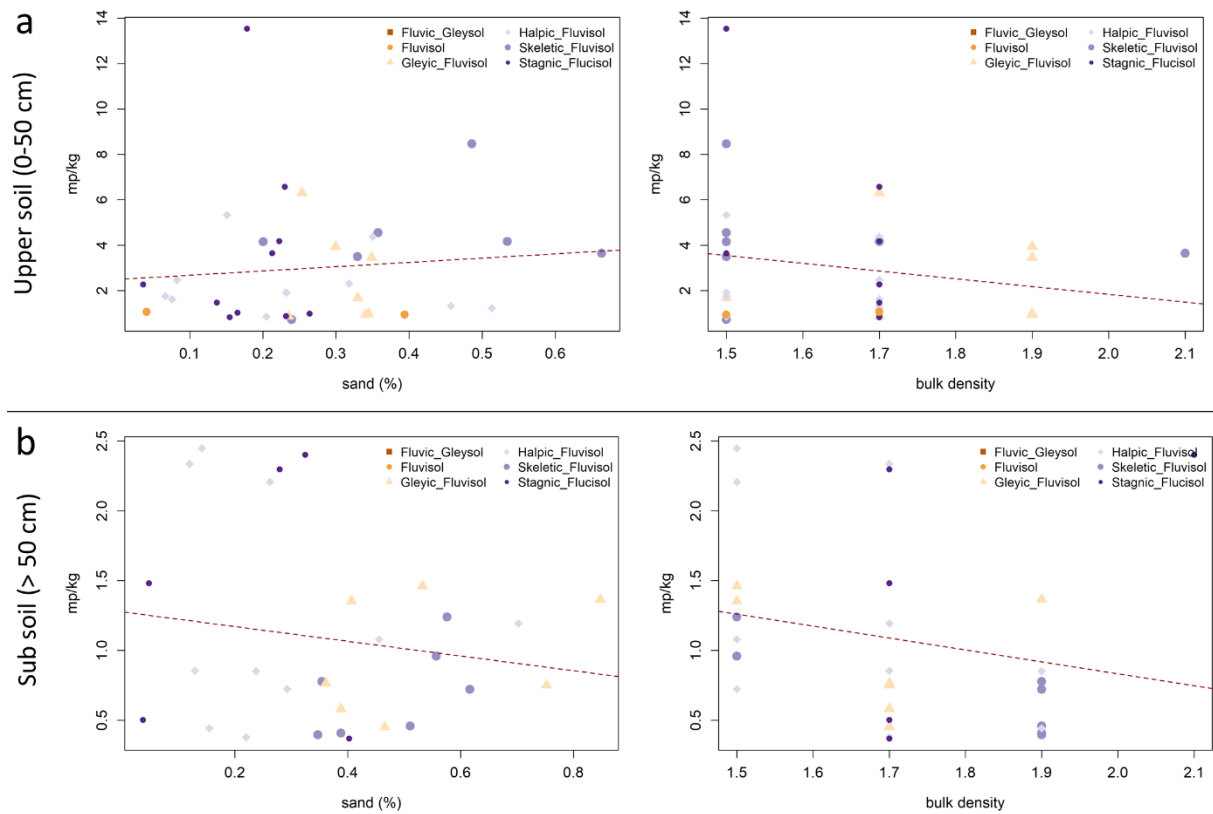 a
Upper soil (0-50 cm)
14
12
10
8
6
4
2
mp/kg
Fluvic_Gleysol
Fluvisol
Gleyic_Fluvisol
Halpic_Fluvisol
Skeletic_Fluvisol
Stagnic_Flucisol
0.1 0.2 0.3 0.4 0.5 0.6
sand (%)
14
12
10
8
6
4
2
mp/kg
Fluvic_Gleysol
Fluvisol
Gleyic_Fluvisol
Halpic_Fluvisol
Skeletic_Fluvisol
Stagnic_Flucisol
1.5 1.6 1.7 1.8 1.9 2.0 2.1
bulk density
b
Sub soil (> 50 cm)
2.5
2.0
1.5
1.0
0.5
mp/kg
Fluvic_Gleysol
Fluvisol
Gleyic_Fluvisol
Halpic_Fluvisol
Skeletic_Fluvisol
Stagnic_Flucisol
0.2 0.4 0.6 0.8
sand (%)
2.5
2.0
1.5
1.0
0.5
mp/kg
Fluvic_Gleysol
Fluvisol
Gleyic_Fluvisol
Halpic_Fluvisol
Skeletic_Fluvisol
Stagnic_Flucisol
1.5 1.6 1.7 1.8 1.9 2.0 2.1
bulk density